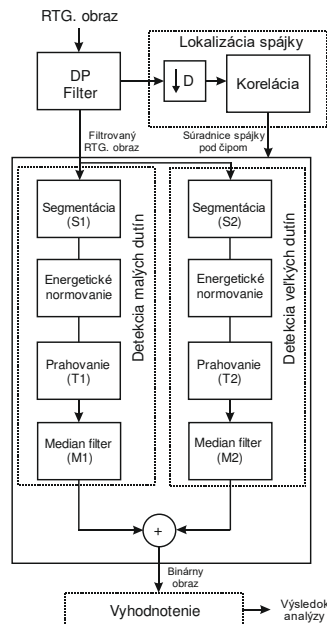 RTG. obraz
Lokalizácia spájky
DP
Filter
D
Korelácia
Filtrovaný
RTG. obraz
Súradnice spájky
pod čipom
Segmentácia
(S1)
Energetické
normovanie
Prahovanie
(T1)
Median filter
(M1)
Detekcia malých dutín
Segmentácia
(S2)
Energetické
normovanie
Prahovanie
(T2)
Median filter
(M2)
Detekcia veľkých dutín
+
Binárny
obraz
Vyhodnotenie
Výsledok
analýzy